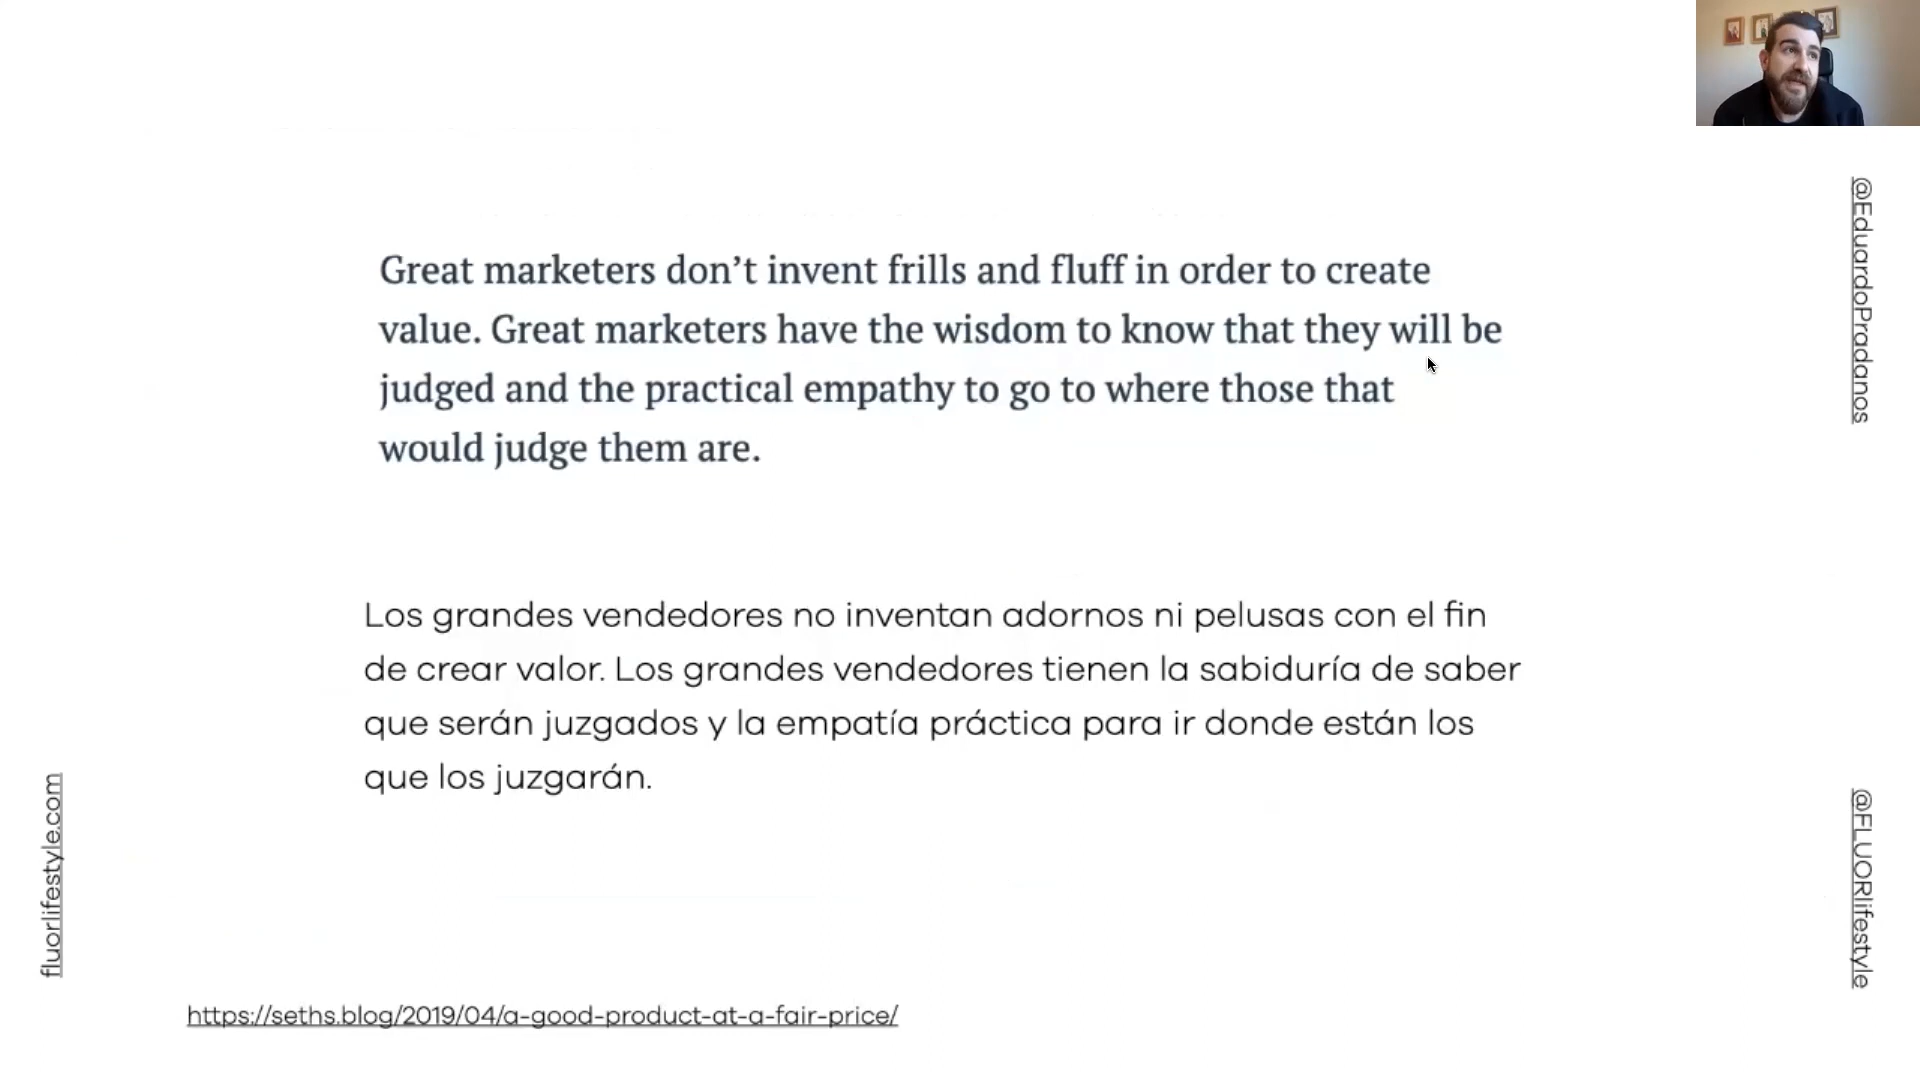 @EduardoPradanos
Great marketers don’t invent frills and fluff in order to create
value. Great marketers have the wisdom to know that they will be
judged and the practical empathy to go to where those that
would judge them are.
Los grandes vendedores no inventan adornos ni pelusas con el fin
de crear valor. Los grandes vendedores tienen la sabiduría de saber
que serán juzgados y la empatía práctica para ir donde están los
que los juzgarán.
fluorlifestyle.com
@FLUORlifestyle
https://seths.blog/2019/04/a-good-product-at-a-fair-price/